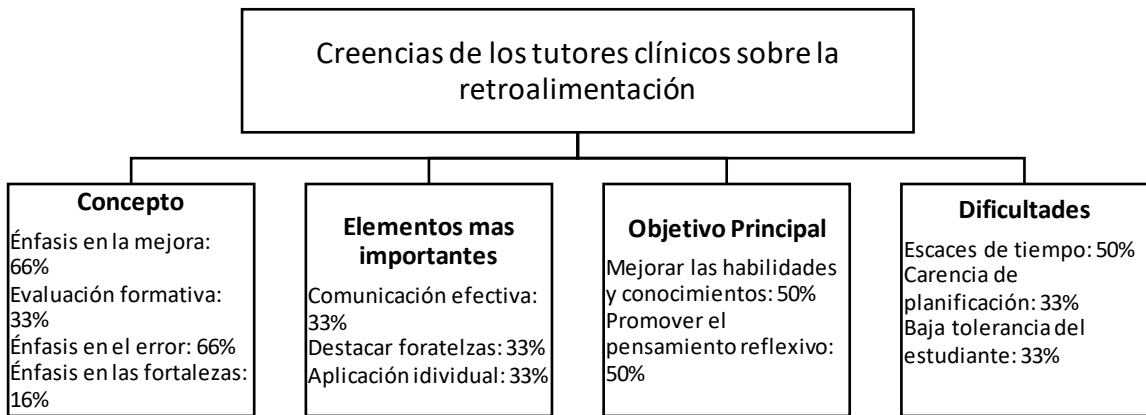 Creencias de los tutores clínicos sobre la
retroalimentación
Concepto
Énfasis en la mejora:
66%
Evaluación formativa:
33%
Énfasis en el error: 66%
Énfasis en las fortalezas:
16%
Elementos mas
importantes
Comunicación efectiva:
33%
Destacar foratelzas: 33%
Aplicación idividual: 33%
Objetivo Principal
Mejorar las habilidades
y conocimientos: 50%
Promover el
pensamiento reflexivo:
50%
Dificultades
Escaces de tiempo: 50%
Carencia de
planificación: 33%
Baja tolerancia del
estudiante: 33%